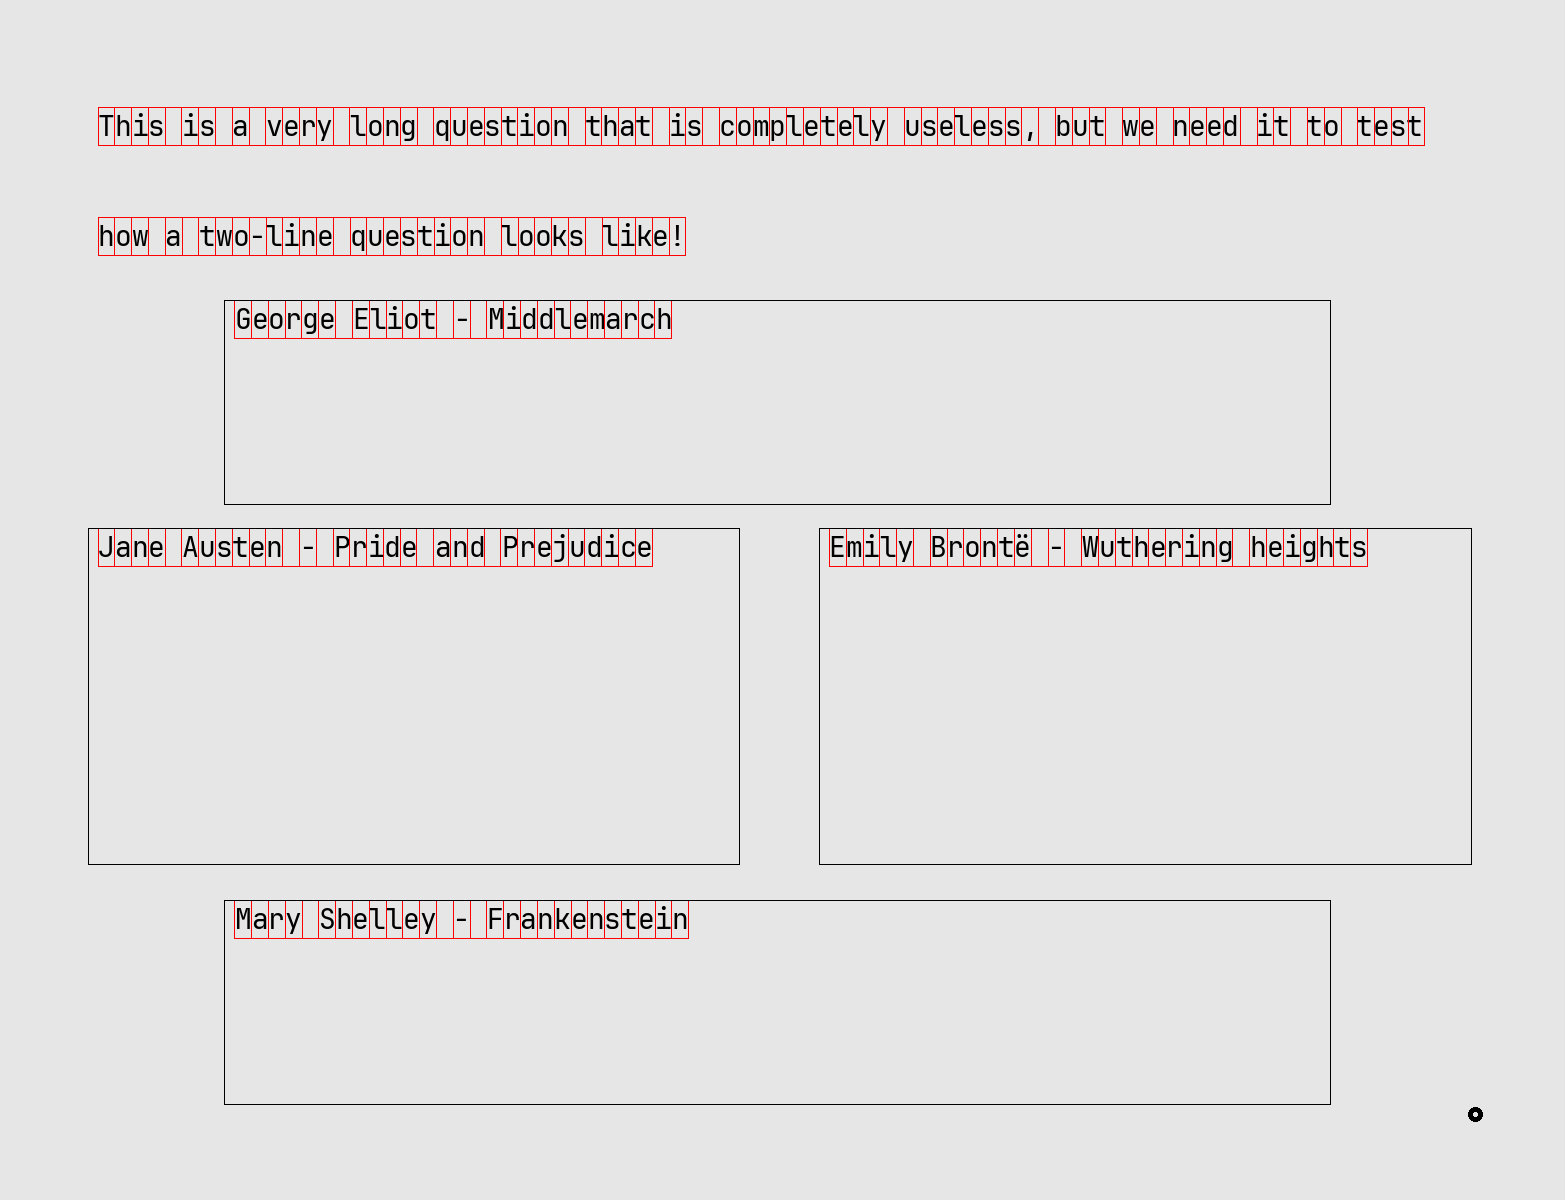 This is a very long question that is completely useless, but we need it to test
how a two-line question looks like!
George Eliot - Middlemarch
Jane Austen - Pride and Prejudice
Emily Brontë - Wuthering heights
Mary Shelley - Frankenstein